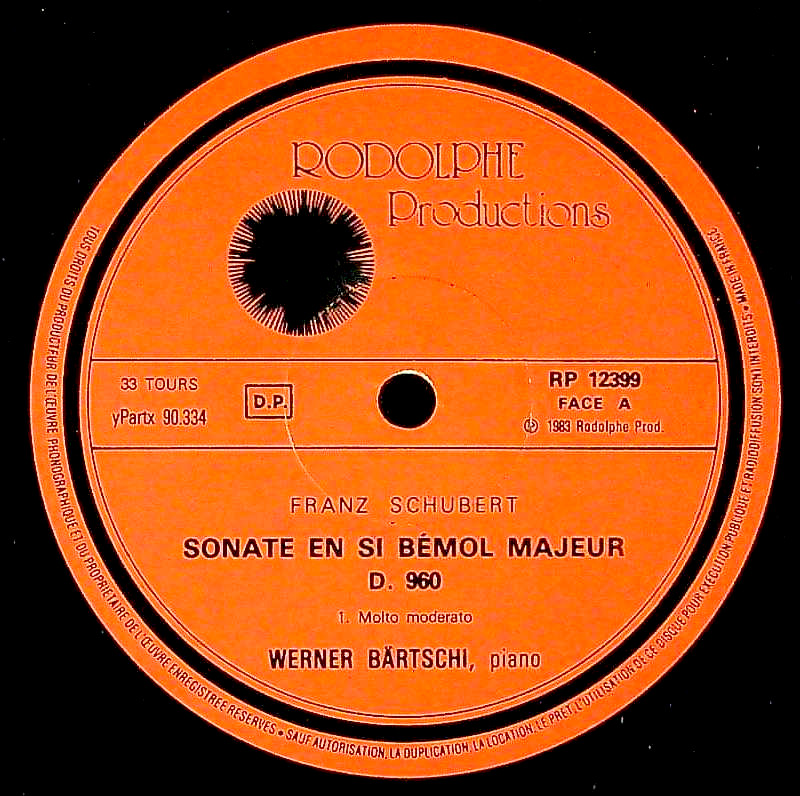 RODOLPHE
Productions
33 TOURS
yPartx 90.334
D.P.
RP 12399
FACE A
℗ 1983 Rodolphe Prod.
FRANZ SCHUBERT
SONATE EN SI BÉMOL MAJEUR
D. 960
1. Molto moderato
WERNER BÄRTSCHI, piano
TOUS DROITS DU PRODUCTEUR DE L'ŒUVRE PHONOGRAPHIQUE ET DU PROPRIETAIRE DE L'ŒUVRE ENREGISTREE RESERVES • SAUF AUTORISATION, LA DUPLICATION, LA LOCATION, LE PRET, L'UTILISATION DE CE DISQUE POUR EXECUTION PUBLIQUE ET RADIODIFFUSION SONT INTERDITS • MADE IN FRANCE